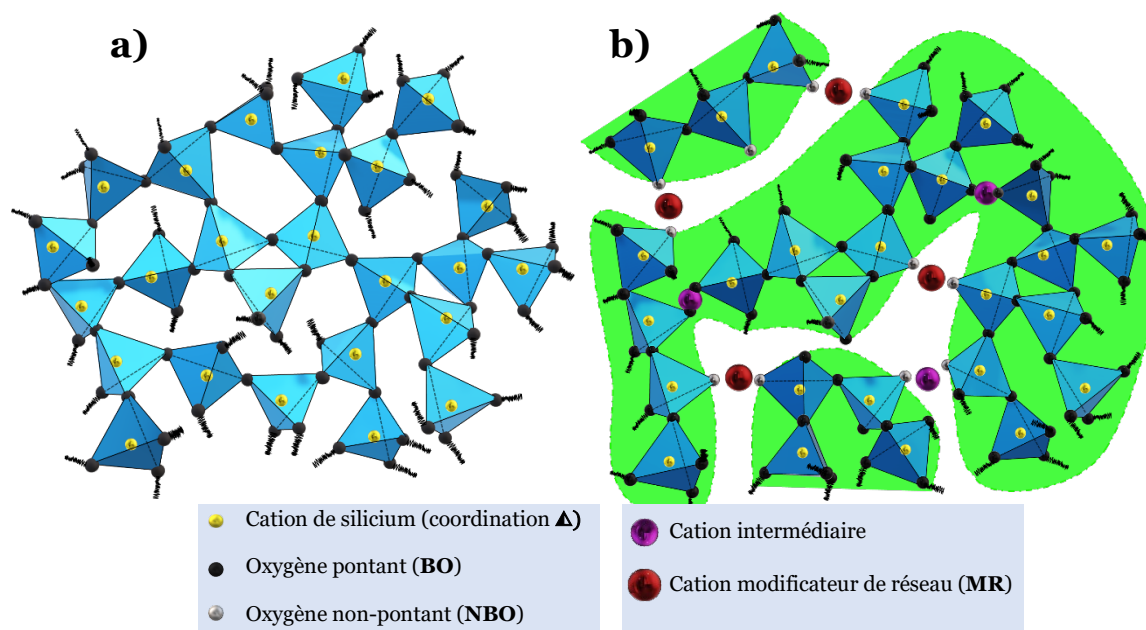 a)
b)
Cation de silicium (coordination ◭)
Oxygène pontant (BO)
Oxygène non-pontant (NBO)
Cation intermédiaire
Cation modificateur de réseau (MR)